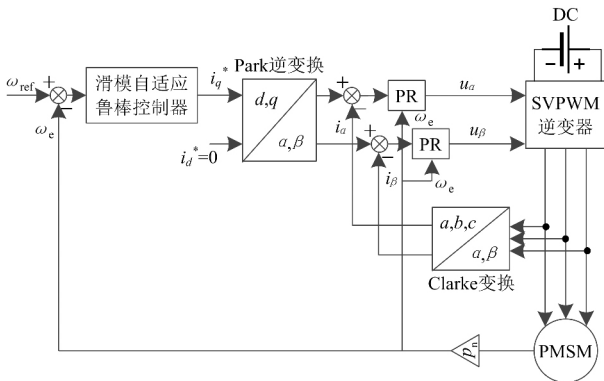 DC
- +
ω_ref
+
−
ω_e
滑模自适应
鲁棒控制器
i_q*
Park逆变换
d,q
α,β
i_d*=0
+
−
i_α
PR
ω_e
u_α
+
−
i_β
PR
ω_e
u_β
SVPWM
逆变器
a,b,c
α,β
Clarke变换
p_n
PMSM